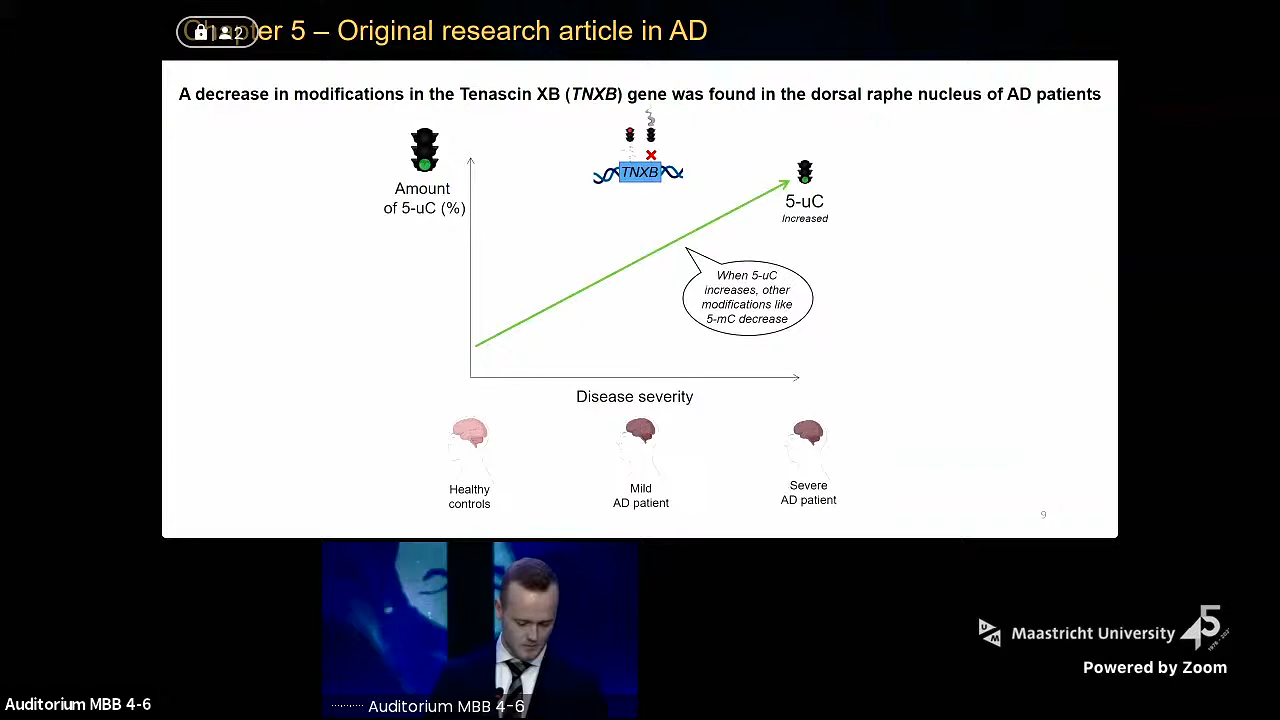 Chapter 5 – Original research article in AD
2
A decrease in modifications in the Tenascin XB (TNXB) gene was found in the dorsal raphe nucleus of AD patients
Amount
of 5-uC (%)
TNXB
5-uC
Increased
When 5-uC
increases, other
modifications like
5-mC decrease
Disease severity
Healthy
controls
Mild
AD patient
Severe
AD patient
9
Maastricht University
45
Powered by Zoom
Auditorium MBB 4-6
Auditorium MBB 4-6